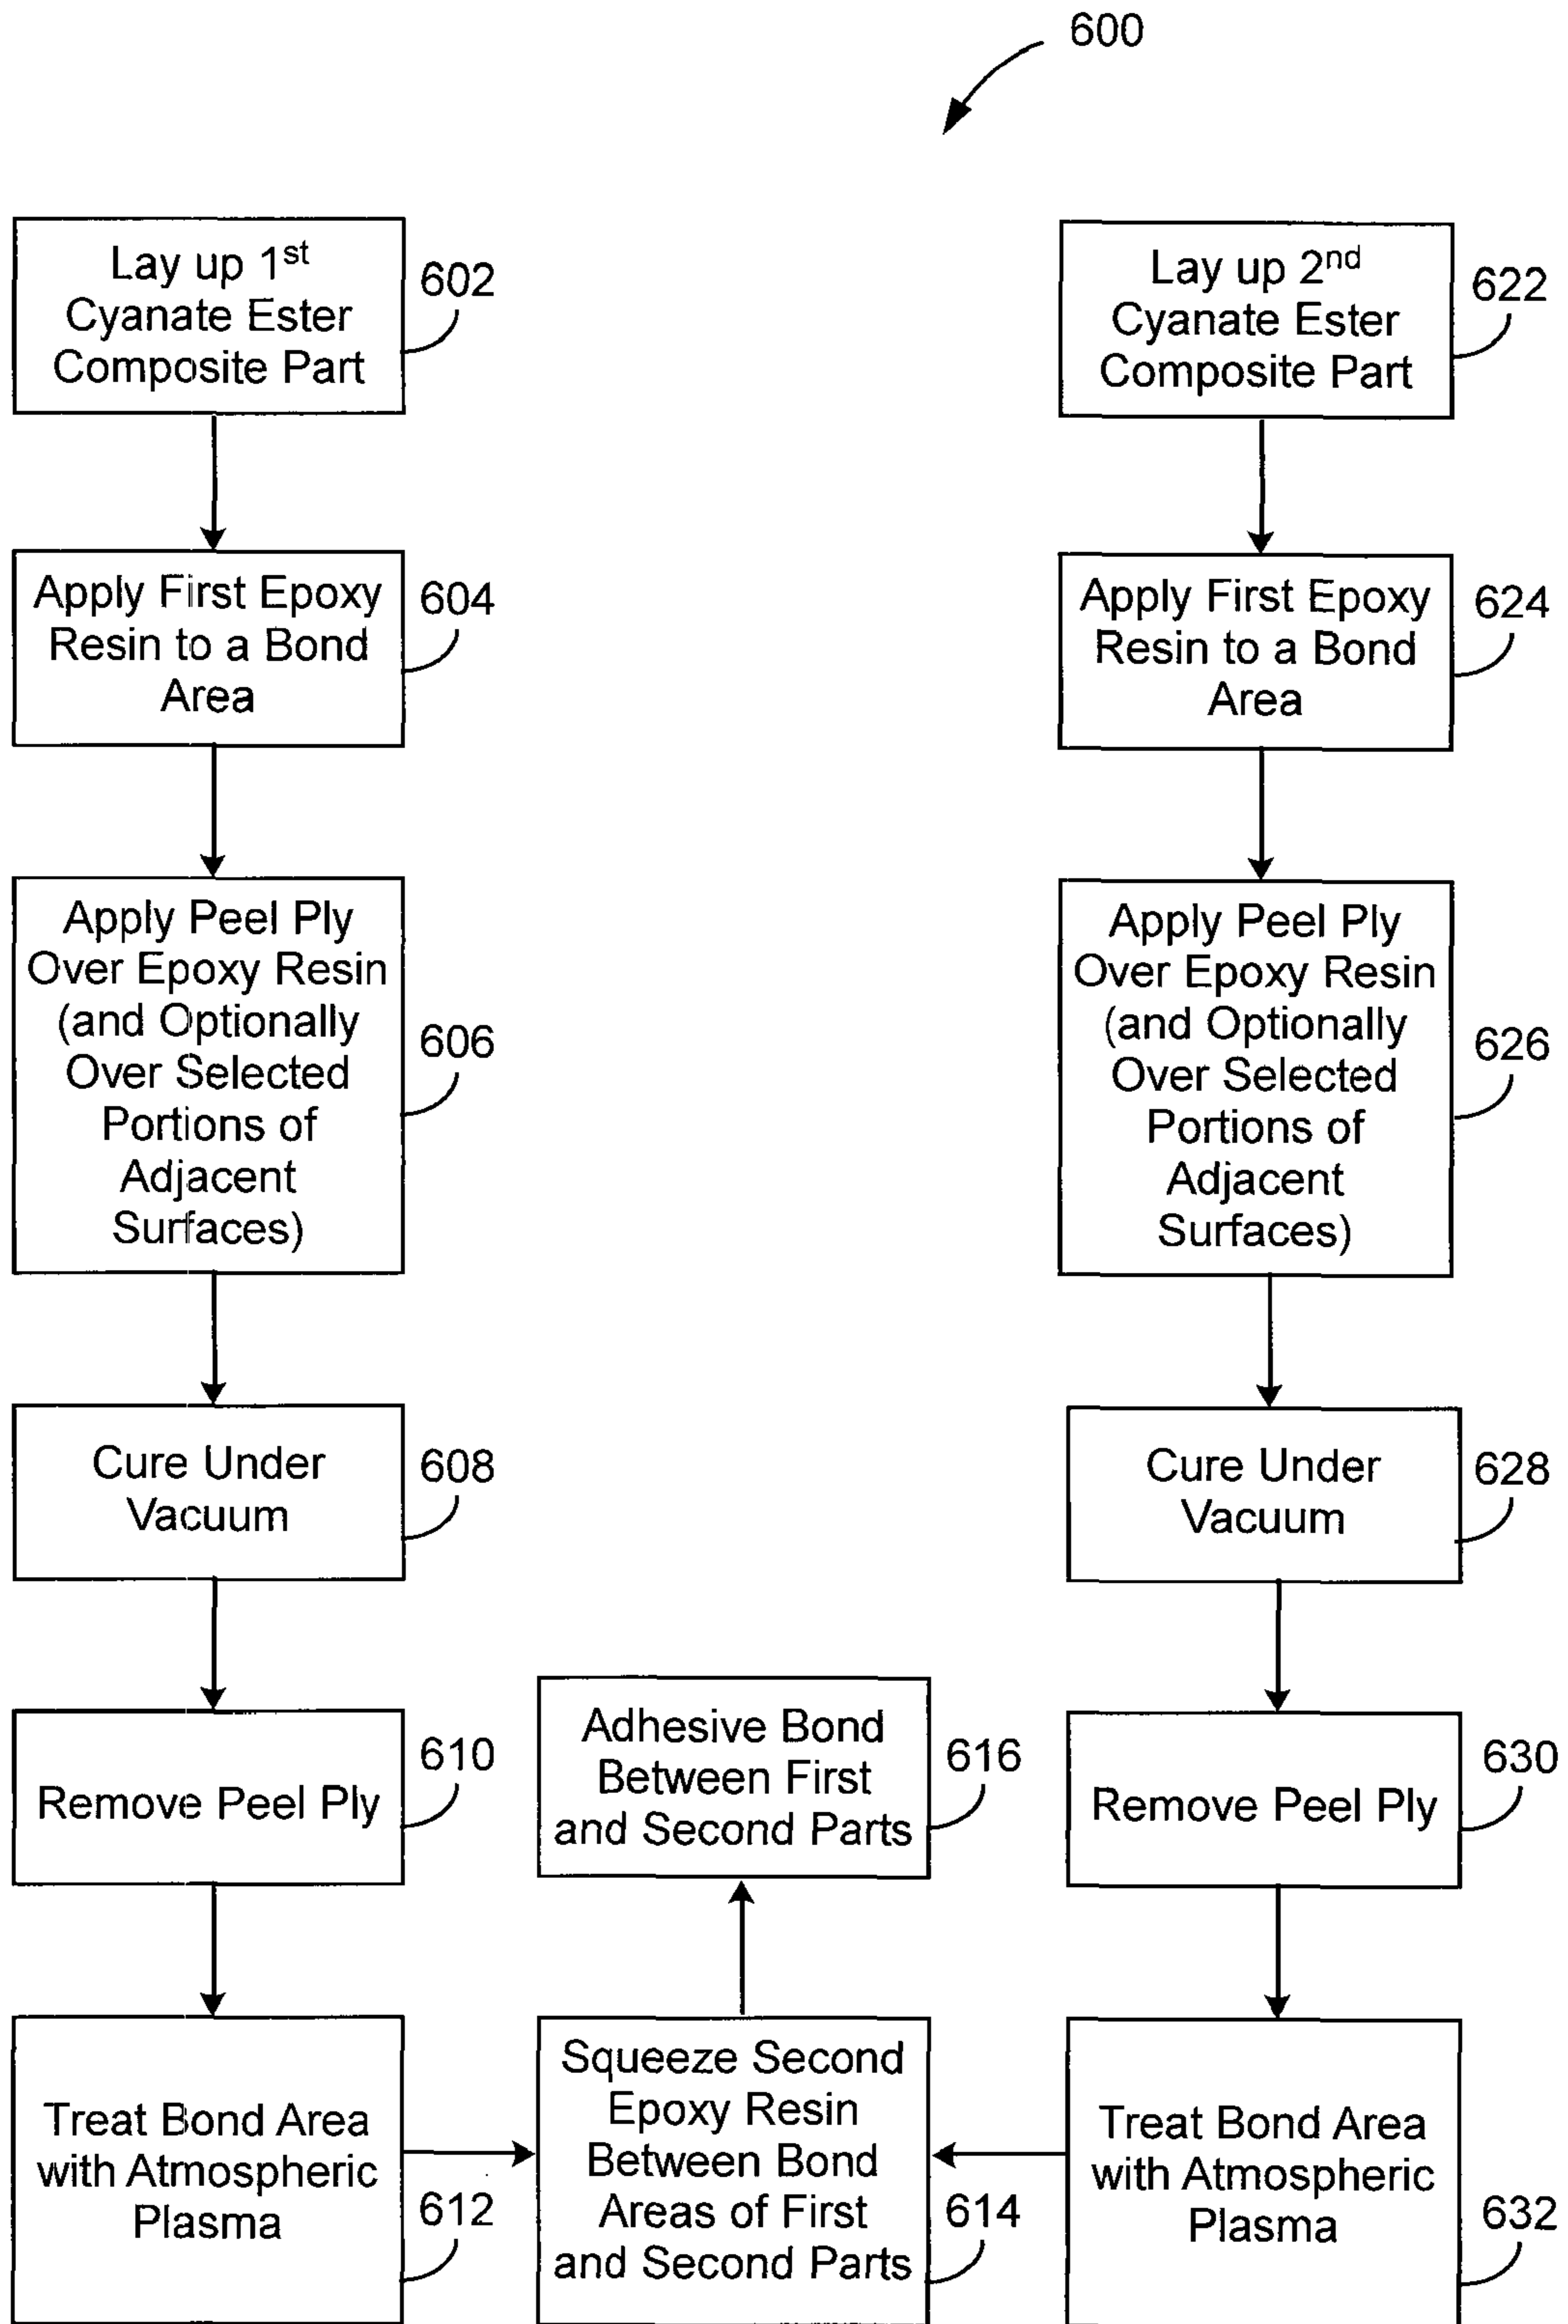 600
Lay up 1st
Cyanate Ester
Composite Part
602
Apply First Epoxy
Resin to a Bond
Area
604
Apply Peel Ply
Over Epoxy Resin
(and Optionally
Over Selected
Portions of
Adjacent
Surfaces)
606
Cure Under
Vacuum
608
Remove Peel Ply
610
Treat Bond Area
with Atmospheric
Plasma
612
Lay up 2nd
Cyanate Ester
Composite Part
622
Apply First Epoxy
Resin to a Bond
Area
624
Apply Peel Ply
Over Epoxy Resin
(and Optionally
Over Selected
Portions of
Adjacent
Surfaces)
626
Cure Under
Vacuum
628
Remove Peel Ply
630
Treat Bond Area
with Atmospheric
Plasma
632
Squeeze Second
Epoxy Resin
Between Bond
Areas of First
and Second Parts
614
Adhesive Bond
Between First
and Second Parts
616